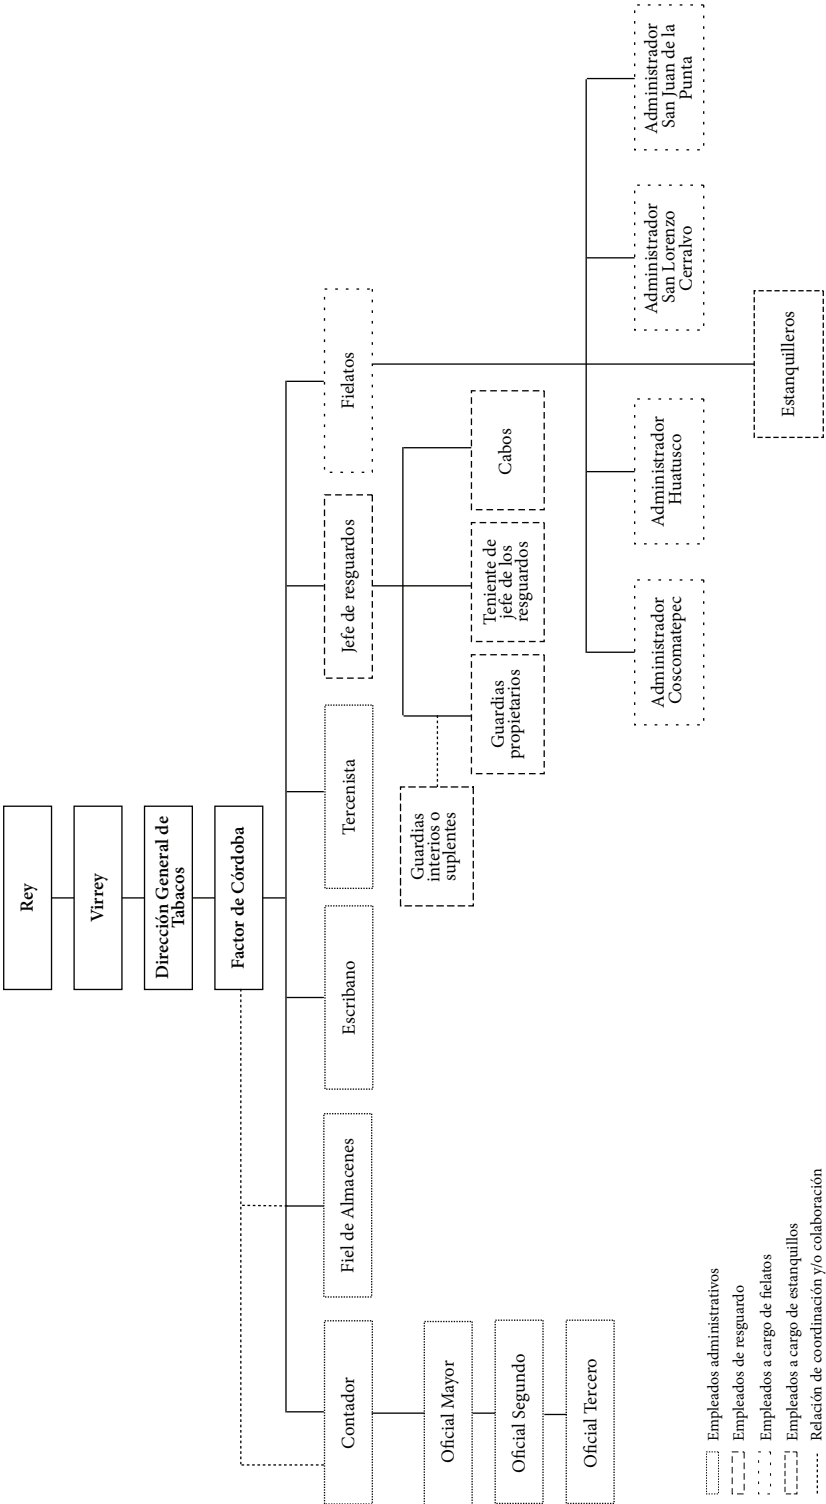 Rey
Virrey
Dirección General de
Tabacos
Factor de Córdoba
Contador
Fiel de Almacenes
Escribano
Tercenista
Jefe de resguardos
Fielatos
Oficial Mayor
Oficial Segundo
Oficial Tercero
Guardias
interios o
suplentes
Guardias
propietarios
Teniente de
jefe de los
resguardos
Cabos
Administrador
Coscomatepec
Administrador
Huatusco
Administrador
San Lorenzo
Cerralvo
Administrador
San Juan de la
Punta
Estanquilleros
Empleados administrativos
Empleados de resguardo
Empleados a cargo de fielatos
Empleados a cargo de estanquillos
Relación de coordinación y/o colaboración